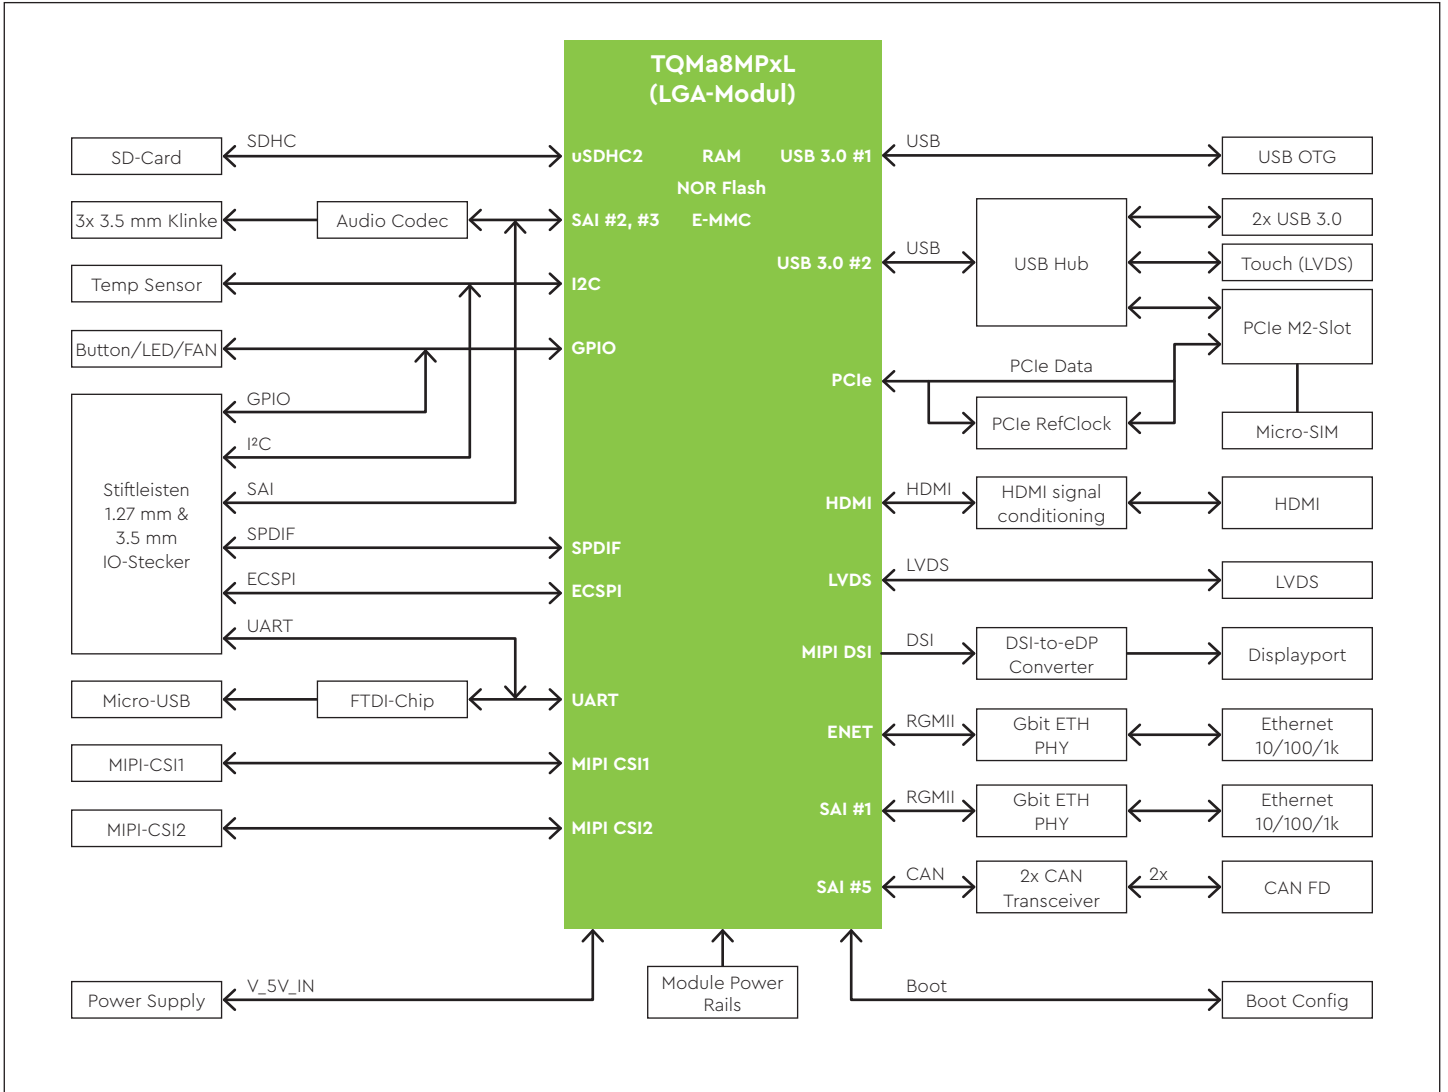 TQMa8MPxL
(LGA-Modul)
SD-Card
SDHC
uSDHC2
RAM
USB 3.0 #1
USB
USB OTG
NOR Flash
3x 3.5 mm Klinke
Audio Codec
SAI #2, #3
E-MMC
2x USB 3.0
USB 3.0 #2
USB
USB Hub
Touch (LVDS)
Temp Sensor
I2C
PCIe M2-Slot
Button/LED/FAN
GPIO
PCIe
PCIe Data
PCIe RefClock
Micro-SIM
GPIO
I²C
SAI
SPDIF
ECSPI
UART
Stiftleisten
1.27 mm &
3.5 mm
IO-Stecker
HDMI
HDMI
HDMI signal
conditioning
HDMI
SPDIF
LVDS
LVDS
LVDS
ECSPI
MIPI DSI
DSI
DSI-to-eDP
Converter
Displayport
Micro-USB
FTDI-Chip
UART
ENET
RGMII
Gbit ETH
PHY
Ethernet
10/100/1k
MIPI-CSI1
MIPI CSI1
SAI #1
RGMII
Gbit ETH
PHY
Ethernet
10/100/1k
MIPI-CSI2
MIPI CSI2
SAI #5
CAN
2x CAN
Transceiver
2x
CAN FD
Power Supply
V_5V_IN
Module Power
Rails
Boot
Boot Config